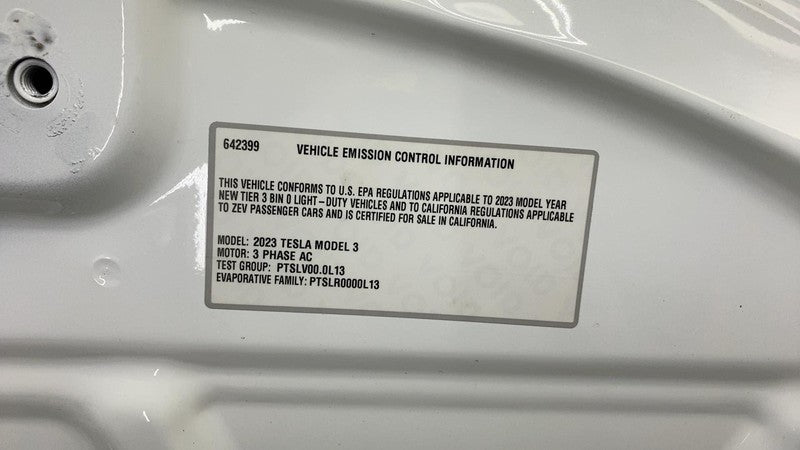 642399 VEHICLE EMISSION CONTROL INFORMATION
THIS VEHICLE CONFORMS TO U.S. EPA REGULATIONS APPLICABLE TO 2023 MODEL YEAR
NEW TIER 3 BIN 0 LIGHT-DUTY VEHICLES AND TO CALIFORNIA REGULATIONS APPLICABLE
TO ZEV PASSENGER CARS AND IS CERTIFIED FOR SALE IN CALIFORNIA.
MODEL: 2023 TESLA MODEL 3
MOTOR: 3 PHASE AC
TEST GROUP: PTSLV00.0L13
EVAPORATIVE FAMILY: PTSLR0000L13